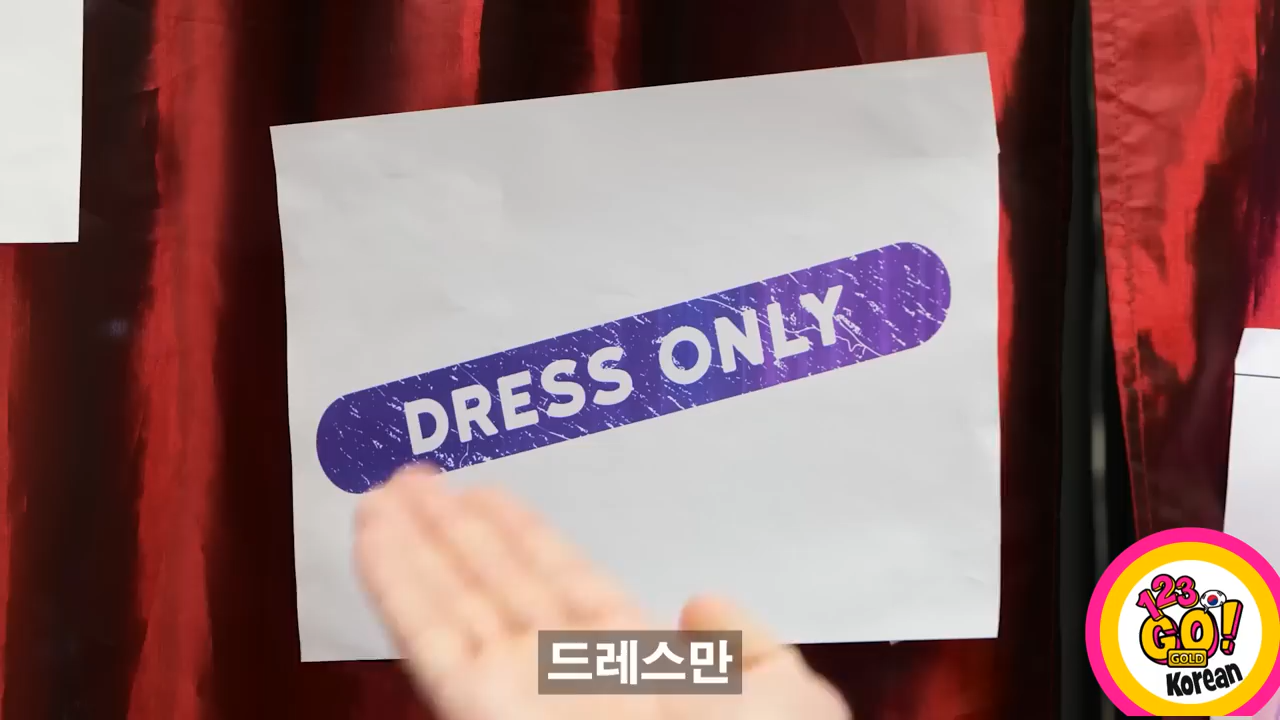 DRESS ONLY
드레스만
123
GO!
GOLD
Korean